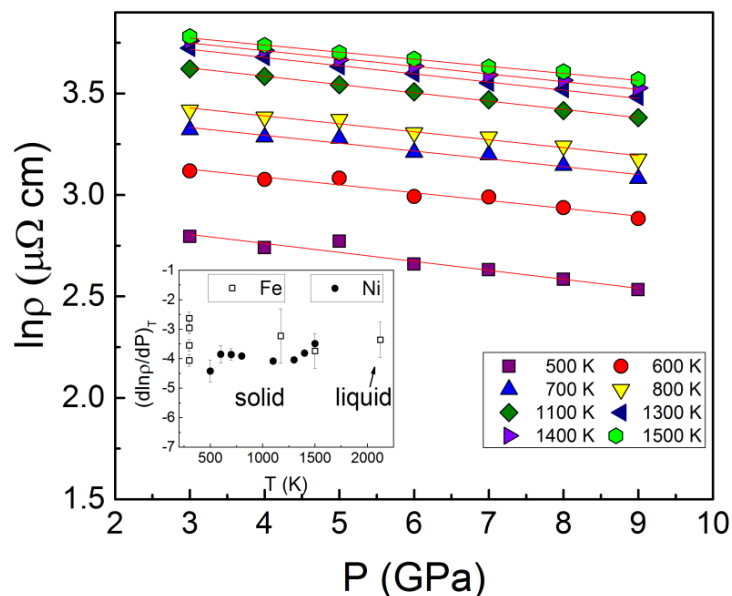 lnρ (μΩ cm)
4.0
3.5
3.0
2.5
2.0
1.5
2 3 4 5 6 7 8 9 10
P (GPa)
500 K 600 K
700 K 800 K
1100 K 1300 K
1400 K 1500 K
(dlnρ/dP)T
-1
-2
-3
-4
-5
-6
-7
Fe Ni
solid liquid
500 1000 1500 2000
T (K)